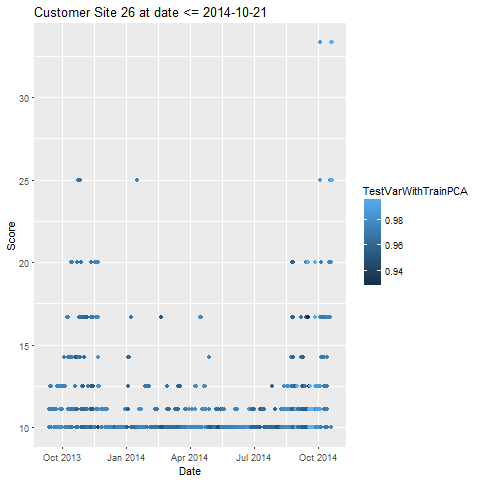 Customer Site 26 at date <= 2014-10-21
30
25
20
15
10
Score
Oct 2013
Jan 2014
Apr 2014
Jul 2014
Oct 2014
Date
TestVarWithTrainPCA
0.98
0.96
0.94